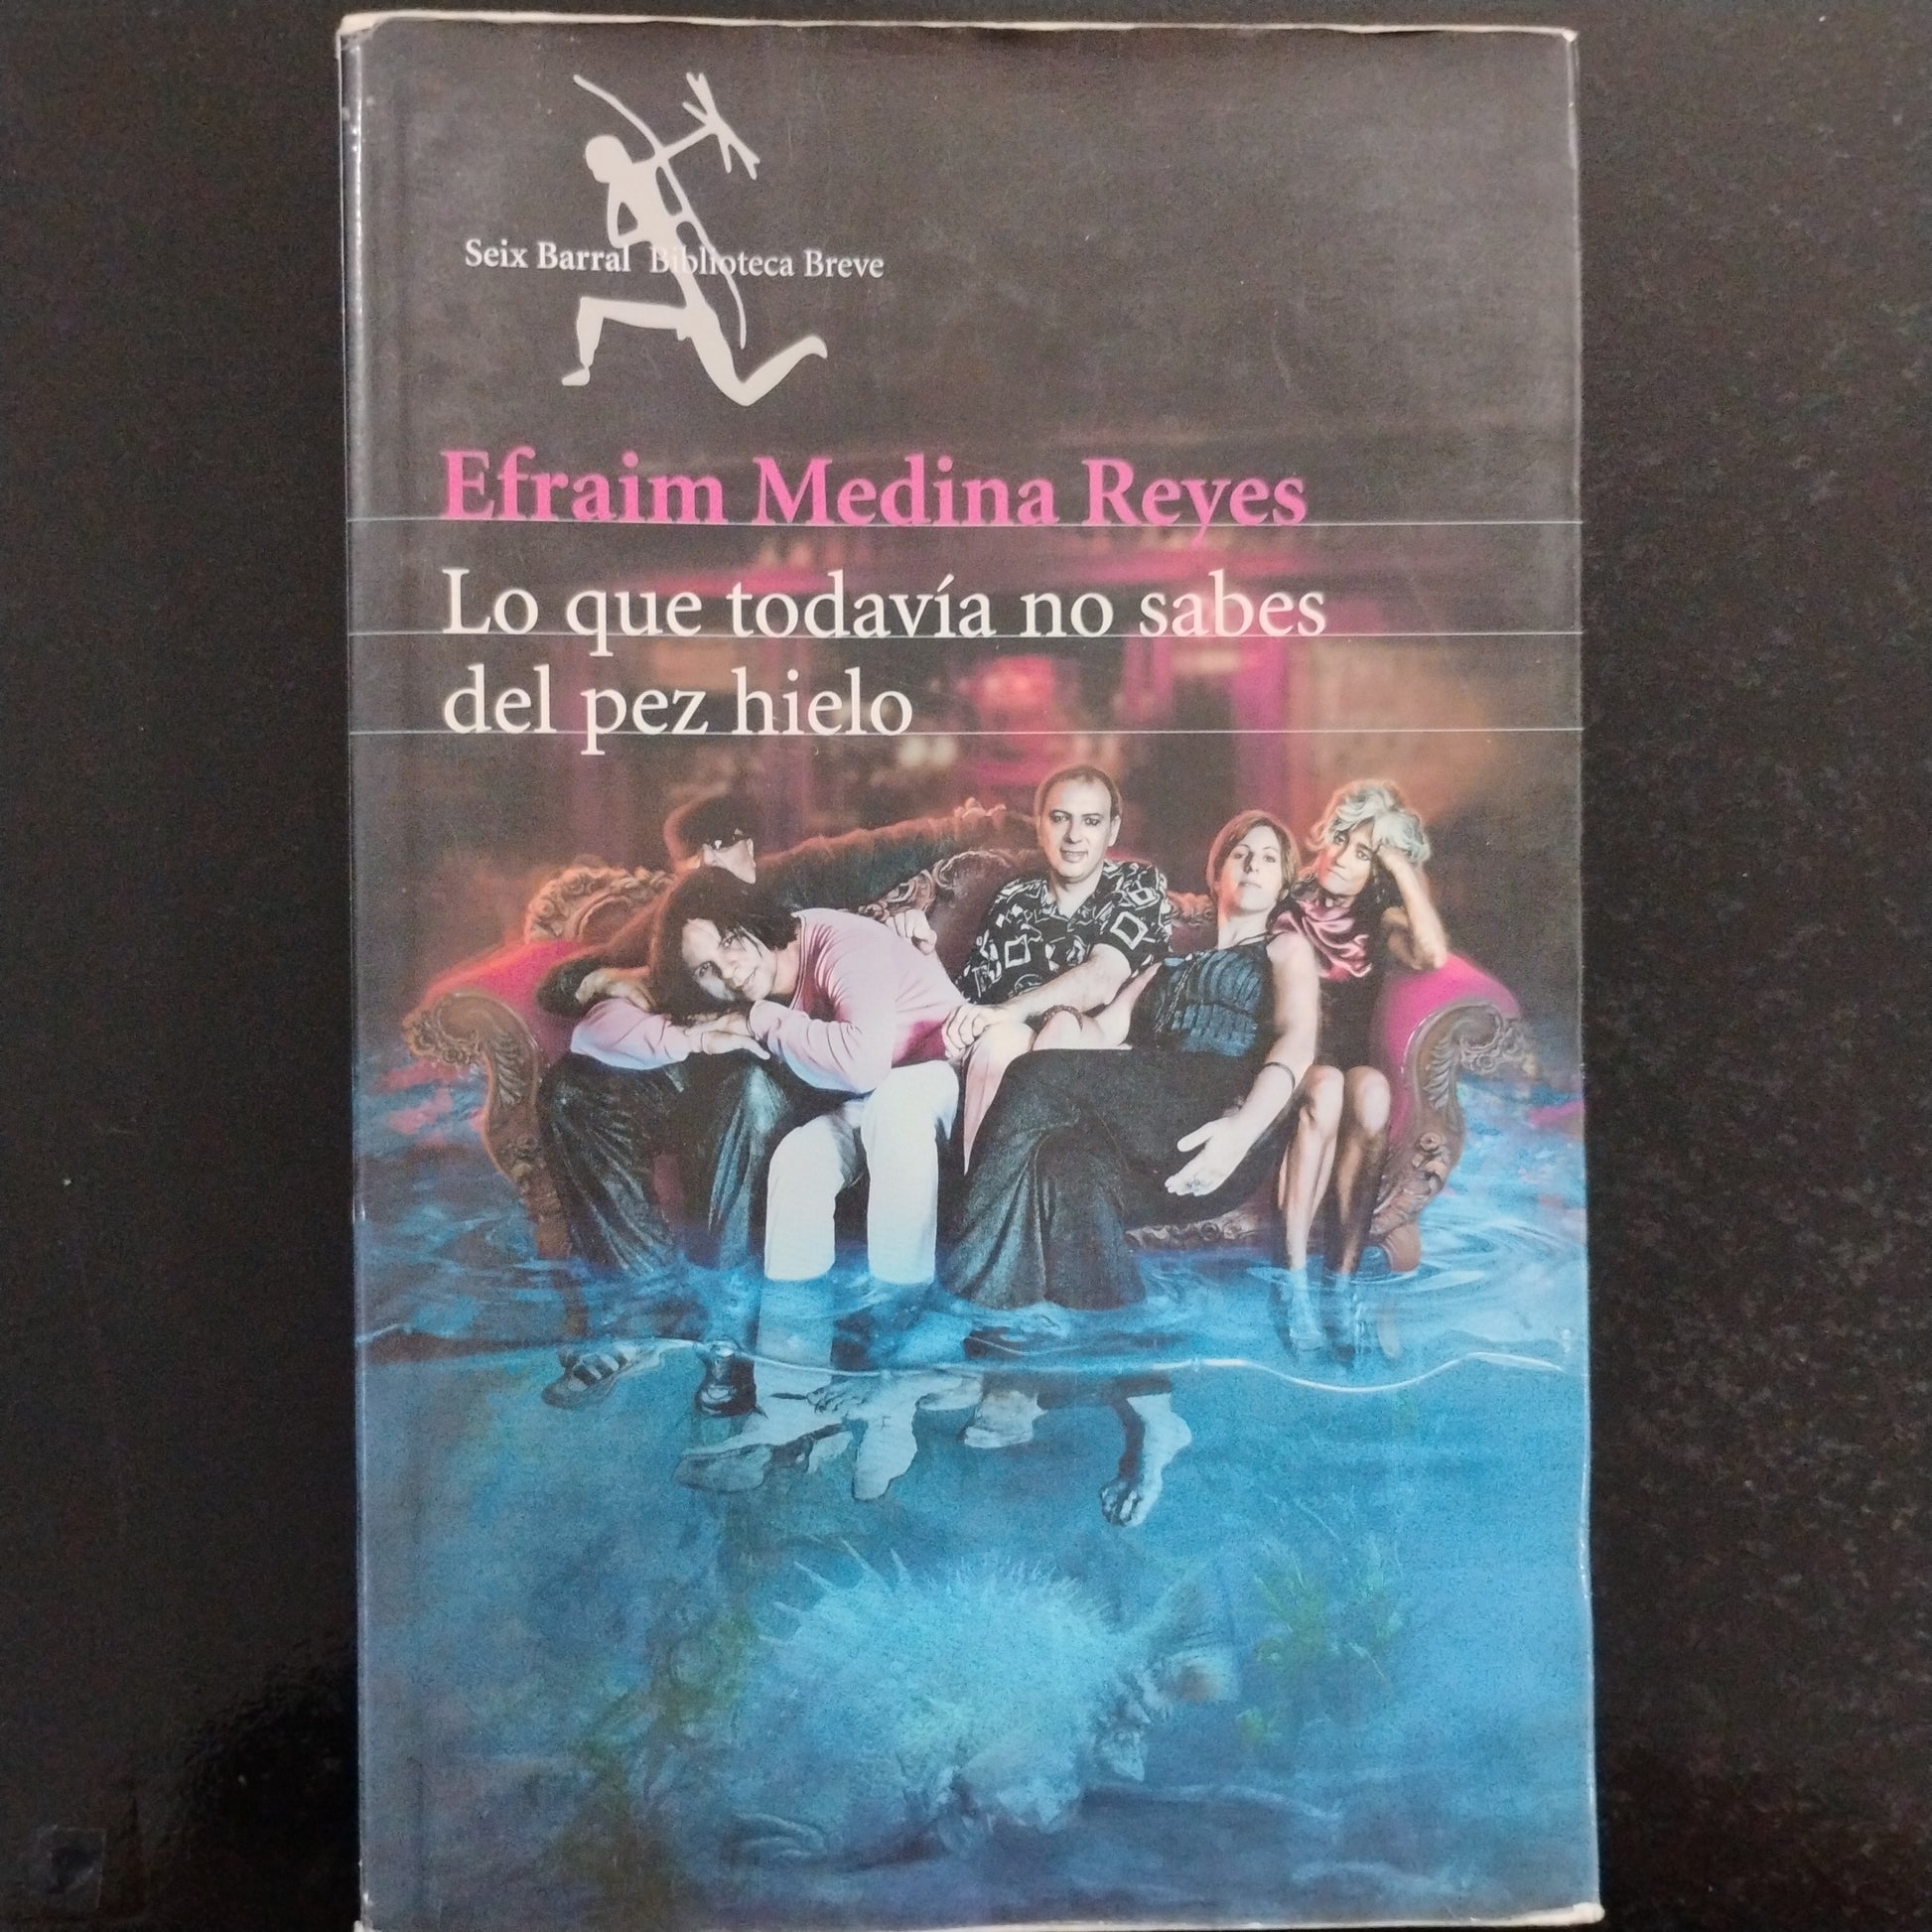 Seix Barral Biblioteca Breve
Efraim Medina Reyes
Lo que todavía no sabes
del pez hielo